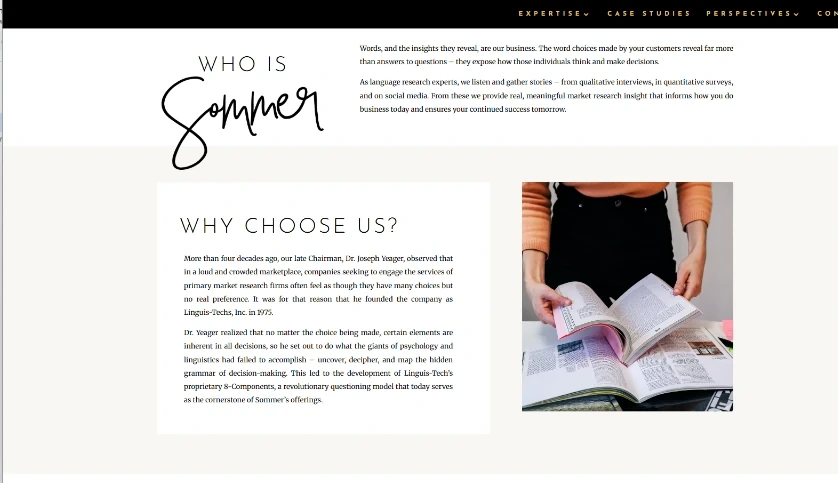 EXPERTISE
CASE STUDIES
PERSPECTIVES
WHO IS
Sommer
Words, and the insights they reveal, are our business. The word choices made by your customers reveal far more
than answers to questions – they expose how those individuals think and make decisions.
As language research experts, we listen and gather stories – from qualitative interviews, in quantitative surveys,
and on social media. From these we provide real, meaningful market research insight that informs how you do
business today and ensures your continued success tomorrow.
WHY CHOOSE US?
More than four decades ago, our late Chairman, Dr. Joseph Yeager, observed that
in a loud and crowded marketplace, companies seeking to engage the services of
primary market research firms often feel as though they have many choices but
no real preference. It was for that reason that he founded the company as
Linguis-Techs, Inc. in 1975.
Dr. Yeager realized that no matter the choice being made, certain elements are
inherent in all decisions, so he set out to do what the giants of psychology and
linguistics had failed to accomplish – uncover, decipher, and map the hidden
grammar of decision-making. This led to the development of Linguis-Tech's
proprietary 8-Components, a revolutionary questioning model that today serves
as the cornerstone of Sommer's offerings.